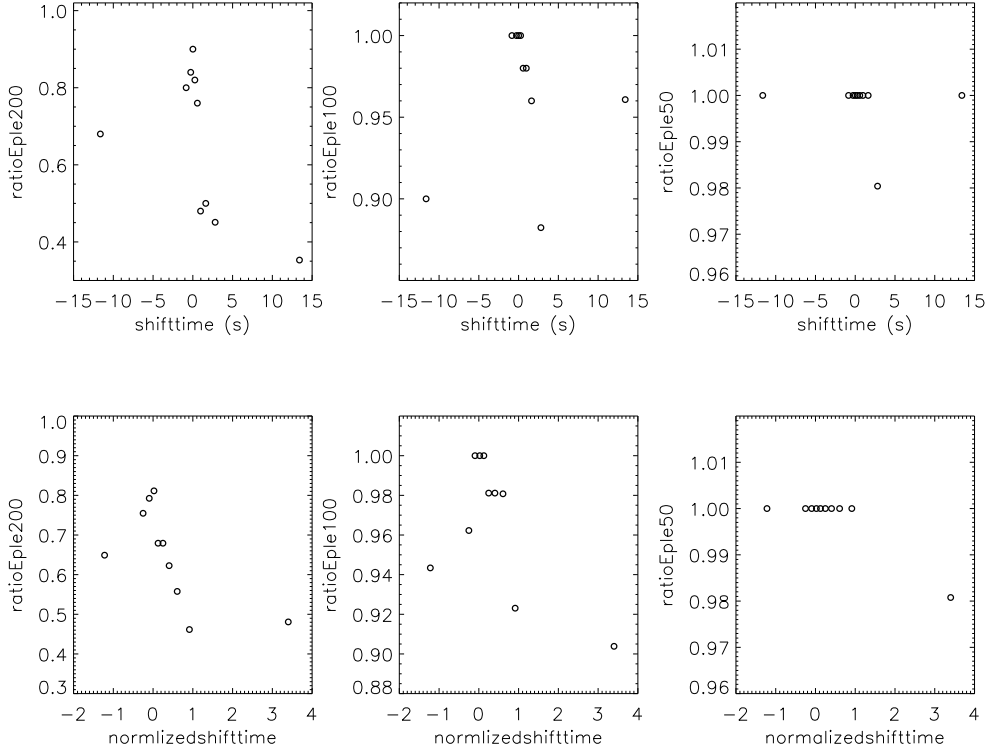 1.0
0.8
0.6
0.4
ratioEple200
−15 −10 −5 0 5 10 15
shifttime (s)
1.00
0.95
0.90
ratioEple100
−15 −10 −5 0 5 10 15
shifttime (s)
1.01
1.00
0.99
0.98
0.97
0.96
ratioEple50
−15 −10 −5 0 5 10 15
shifttime (s)
1.0
0.9
0.8
0.7
0.6
0.5
0.4
0.3
ratioEple200
−2 −1 0 1 2 3 4
normlizedshifttime
1.00
0.98
0.96
0.94
0.92
0.90
0.88
ratioEple100
−2 −1 0 1 2 3 4
normlizedshifttime
1.01
1.00
0.99
0.98
0.97
0.96
ratioEple50
−2 −1 0 1 2 3 4
normalizedshifttime